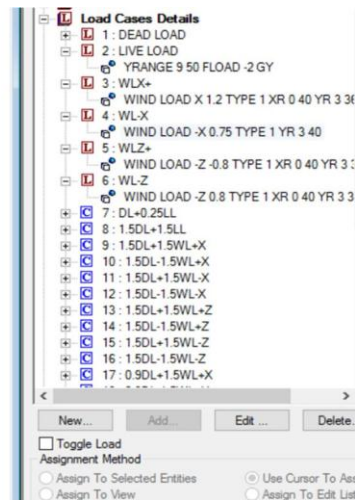 Load Cases Details
1 : DEAD LOAD
2 : LIVE LOAD
YRANGE 9 50 FLOAD -2 GY
3 : WLX+
WIND LOAD X 1.2 TYPE 1 XR 0 40 YR 3 36
4 : WL-X
WIND LOAD -X 0.75 TYPE 1 YR 3 40
5 : WLZ+
WIND LOAD -Z -0.8 TYPE 1 XR 0 40 YR 3
6 : WL-Z
WIND LOAD -Z 0.8 TYPE 1 XR 0 40 YR 3
7 : DL+0.25LL
8 : 1.5DL+1.5LL
9 : 1.5DL+1.5WL+X
10 : 1.5DL-1.5WL+X
11 : 1.5DL+1.5WL-X
12 : 1.5DL-1.5WL-X
13 : 1.5DL+1.5WL+Z
14 : 1.5DL-1.5WL+Z
15 : 1.5DL+1.5WL-Z
16 : 1.5DL-1.5WL-Z
17 : 0.9DL+1.5WL+X
New... Add... Edit ... Delete.
Toggle Load
Assignment Method
Assign To Selected Entities Use Cursor To Ass
Assign To View Assign To Edit List